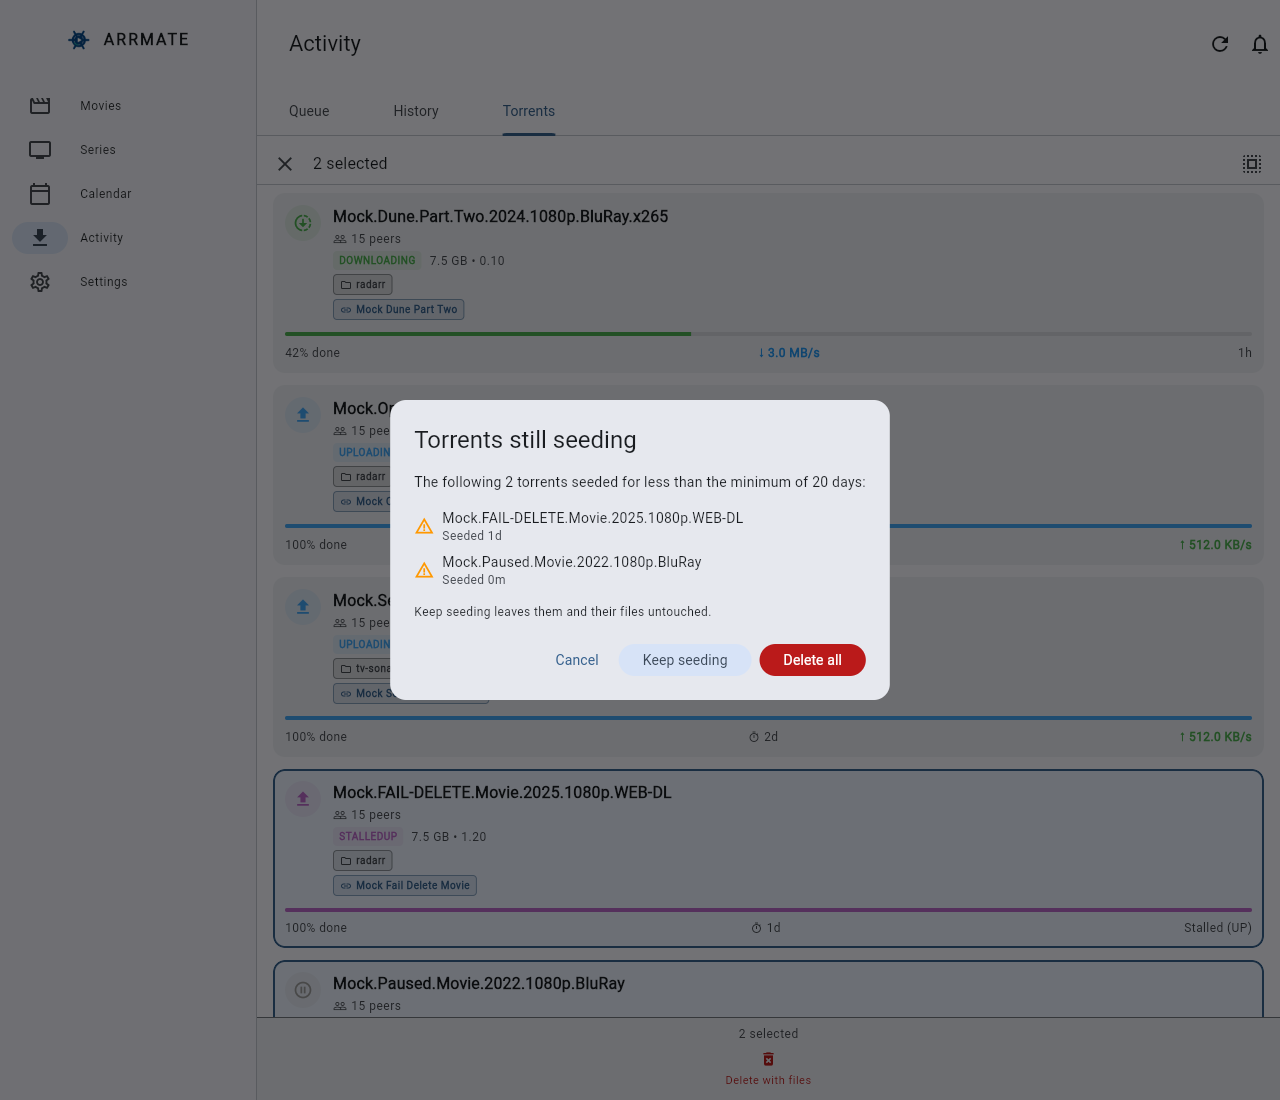 ARRMATE
Movies
Series
Calendar
Activity
Settings
Activity
Queue
History
Torrents
2 selected
Mock.Dune.Part.Two.2024.1080p.BluRay.x265
15 peers
DOWNLOADING 7.5 GB • 0.10
radarr
Mock Dune Part Two
42% done
↓ 3.0 MB/s
1h
100% done
↑ 512.0 KB/s
Torrents still seeding
The following 2 torrents seeded for less than the minimum of 20 days:
Mock.FAIL-DELETE.Movie.2025.1080p.WEB-DL
Seeded 1d
Mock.Paused.Movie.2022.1080p.BluRay
Seeded 0m
Keep seeding leaves them and their files untouched.
Cancel
Keep seeding
Delete all
radarr
100% done
2d
↑ 512.0 KB/s
Mock.FAIL-DELETE.Movie.2025.1080p.WEB-DL
15 peers
STALLEDUP 7.5 GB • 1.20
radarr
Mock Fail Delete Movie
100% done
1d
Stalled (UP)
Mock.Paused.Movie.2022.1080p.BluRay
15 peers
2 selected
Delete with files